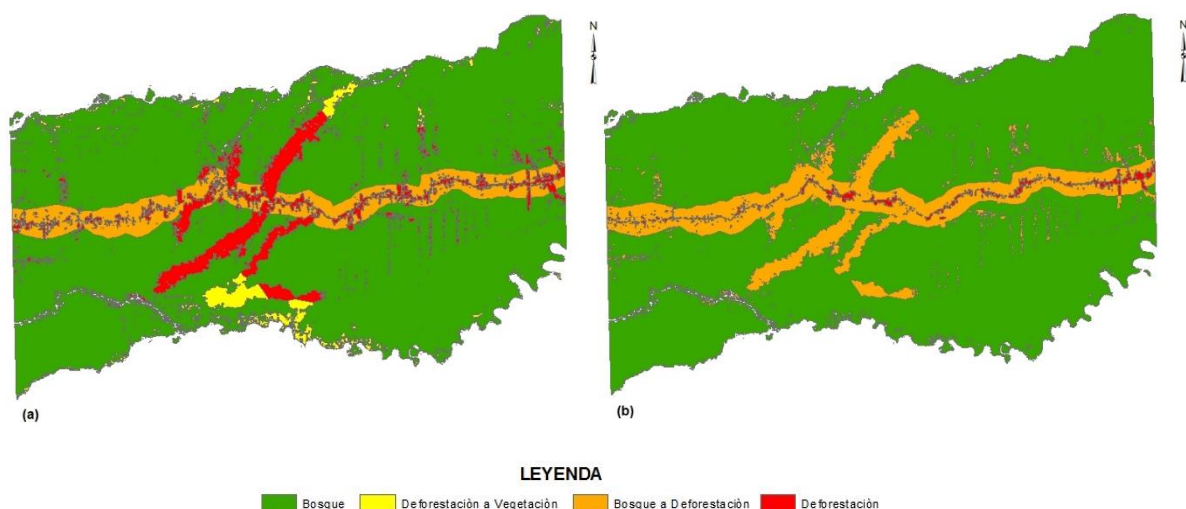 N
N
(a)
(b)
LEYENDA
Bosque
Deforestaciòn a Vegetaciòn
Bosque a Deforestaciòn
Deforestaciòn